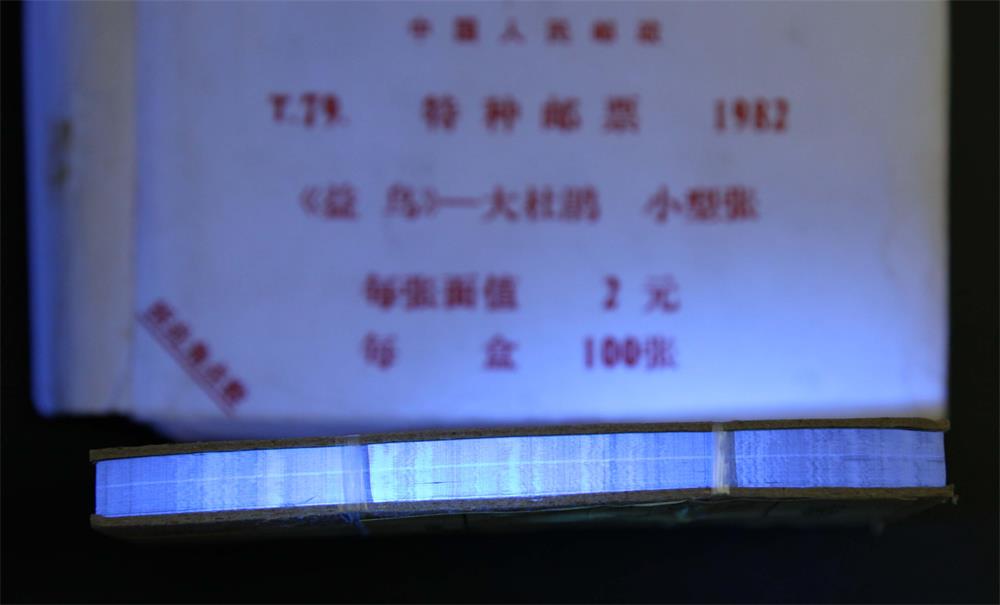 中国人民邮政
T.79. 特种邮票 1982
《益鸟》—大杜鹃 小型张
每张面值 2 元
每 盒 100张